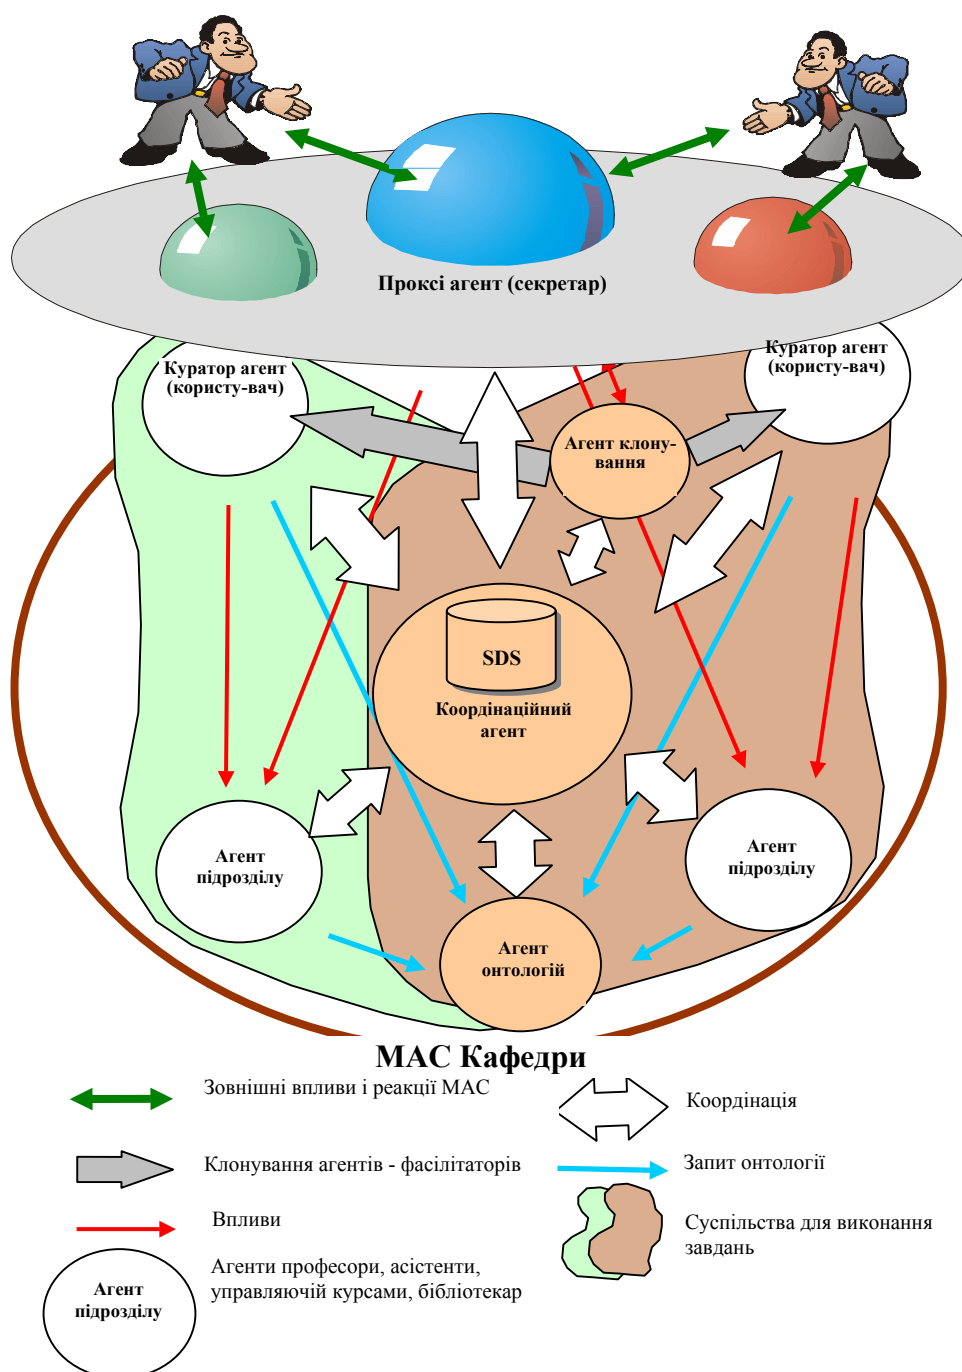 Проксі агент (секретар)
Куратор агент
(користу-вач)
Куратор агент
(користу-вач)
Агент клону-
вання
SDS
Координаційний
агент
Агент
підрозділу
Агент
підрозділу
Агент
онтологій
МАС Кафедри
Зовнішні впливи і реакції МАС
Координація
Клонування агентів - фасілітаторів
Запит онтології
Впливи
Суспільства для виконання
завдань
Агент
підрозділу
Агенти професори, асістенти,
управляючій курсами, бібліотекар